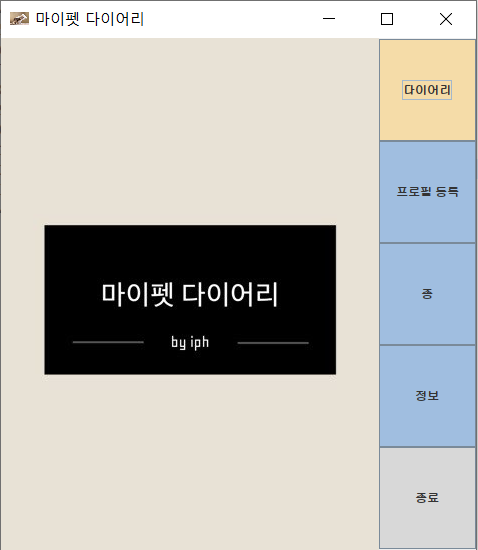 마이펫 다이어리
다이어리
프로필 등록
종
정보
종료
마이펫 다이어리
by iph